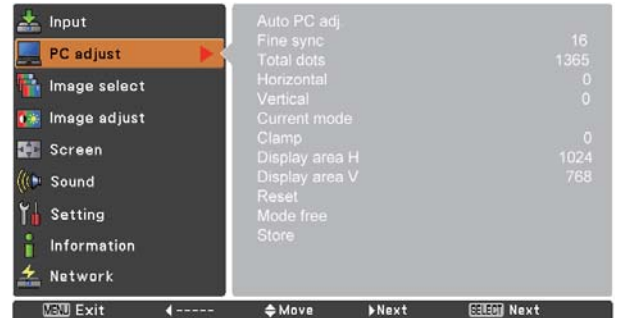 Input
PC adjust
Image select
Image adjust
Screen
Sound
Setting
Information
Network
Auto PC adj.
Fine sync 16
Total dots 1365
Horizontal 0
Vertical 0
Current mode
Clamp 0
Display area H 1024
Display area V 768
Reset
Mode free
Store
MENU Exit ----- Move Next SELECT Next